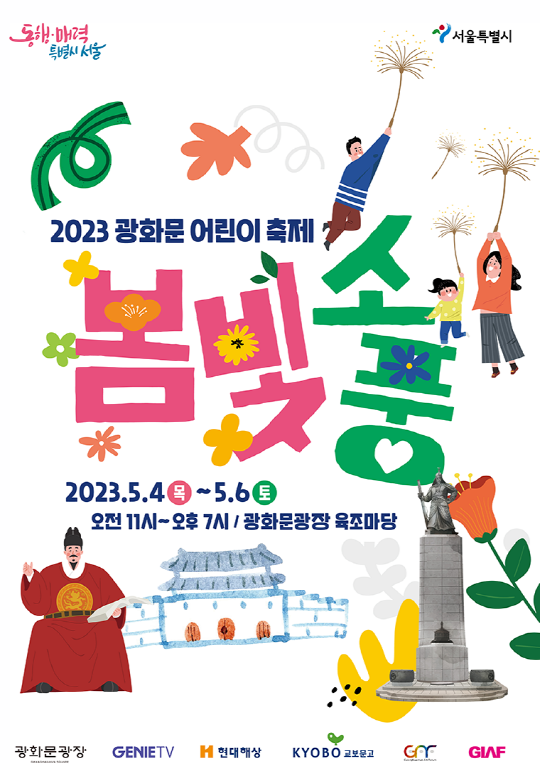 동행·매력
특별시 서울
서울특별시
2023 광화문 어린이 축제
봄빛
소풍
2023.5.4 목 ~ 5.6 토
오전 11시~오후 7시 / 광화문광장 육조마당
광화문광장
GENIE TV
현대해상
KYOBO 교보문고
GIAF